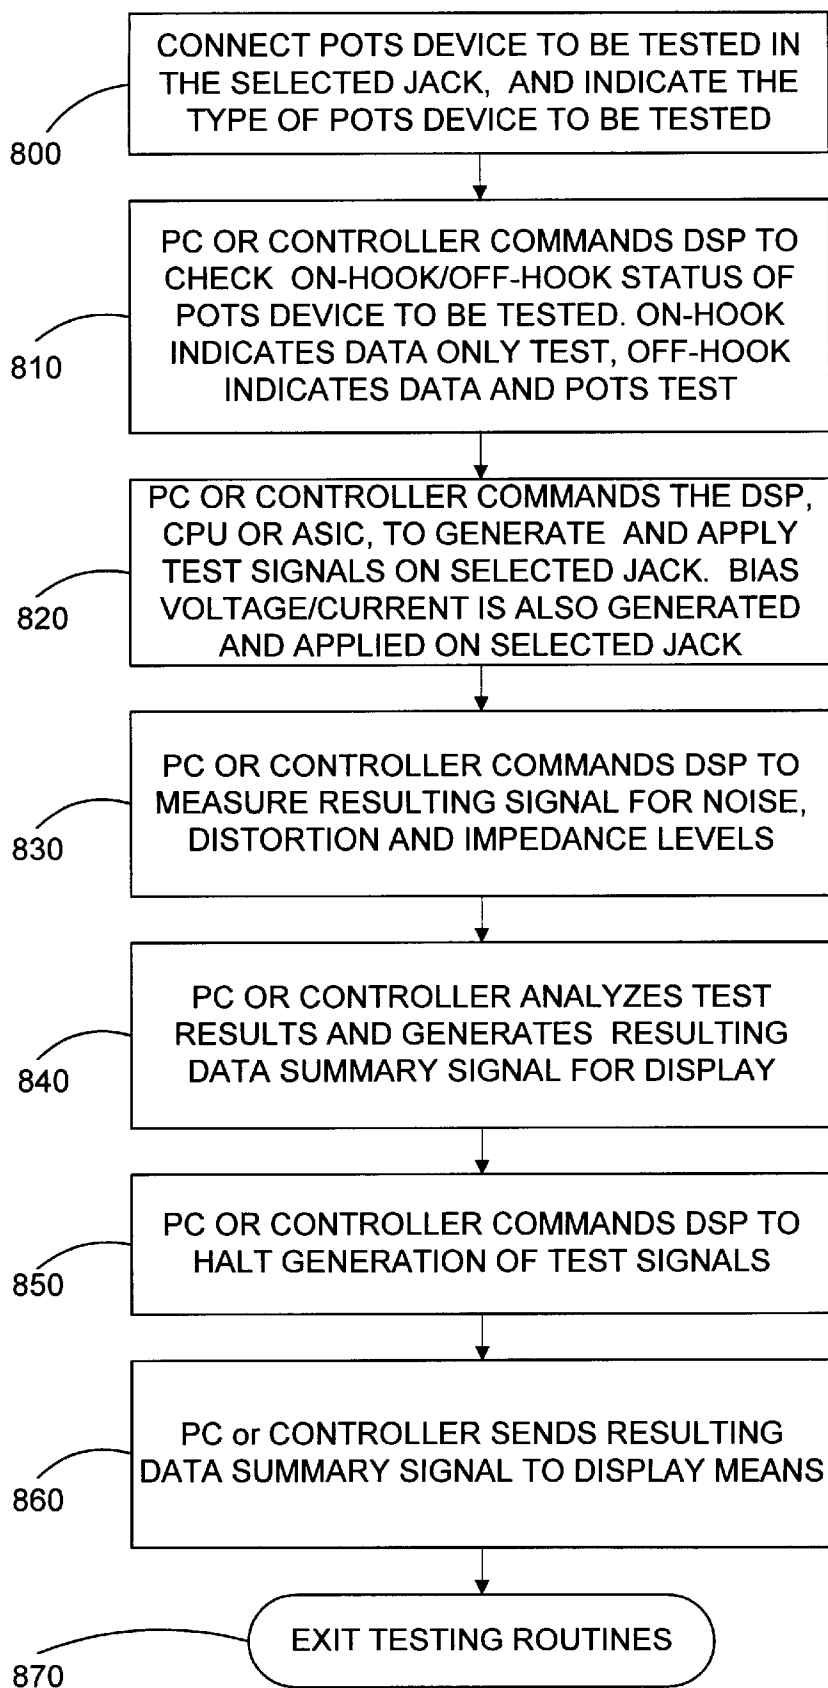 CONNECT POTS DEVICE TO BE TESTED IN
THE SELECTED JACK, AND INDICATE THE
TYPE OF POTS DEVICE TO BE TESTED
800
PC OR CONTROLLER COMMANDS DSP TO
CHECK ON-HOOK/OFF-HOOK STATUS OF
POTS DEVICE TO BE TESTED. ON-HOOK
INDICATES DATA ONLY TEST, OFF-HOOK
INDICATES DATA AND POTS TEST
810
PC OR CONTROLLER COMMANDS THE DSP,
CPU OR ASIC, TO GENERATE AND APPLY
TEST SIGNALS ON SELECTED JACK. BIAS
VOLTAGE/CURRENT IS ALSO GENERATED
AND APPLIED ON SELECTED JACK
820
PC OR CONTROLLER COMMANDS DSP TO
MEASURE RESULTING SIGNAL FOR NOISE,
DISTORTION AND IMPEDANCE LEVELS
830
PC OR CONTROLLER ANALYZES TEST
RESULTS AND GENERATES RESULTING
DATA SUMMARY SIGNAL FOR DISPLAY
840
PC OR CONTROLLER COMMANDS DSP TO
HALT GENERATION OF TEST SIGNALS
850
PC or CONTROLLER SENDS RESULTING
DATA SUMMARY SIGNAL TO DISPLAY MEANS
860
EXIT TESTING ROUTINES
870